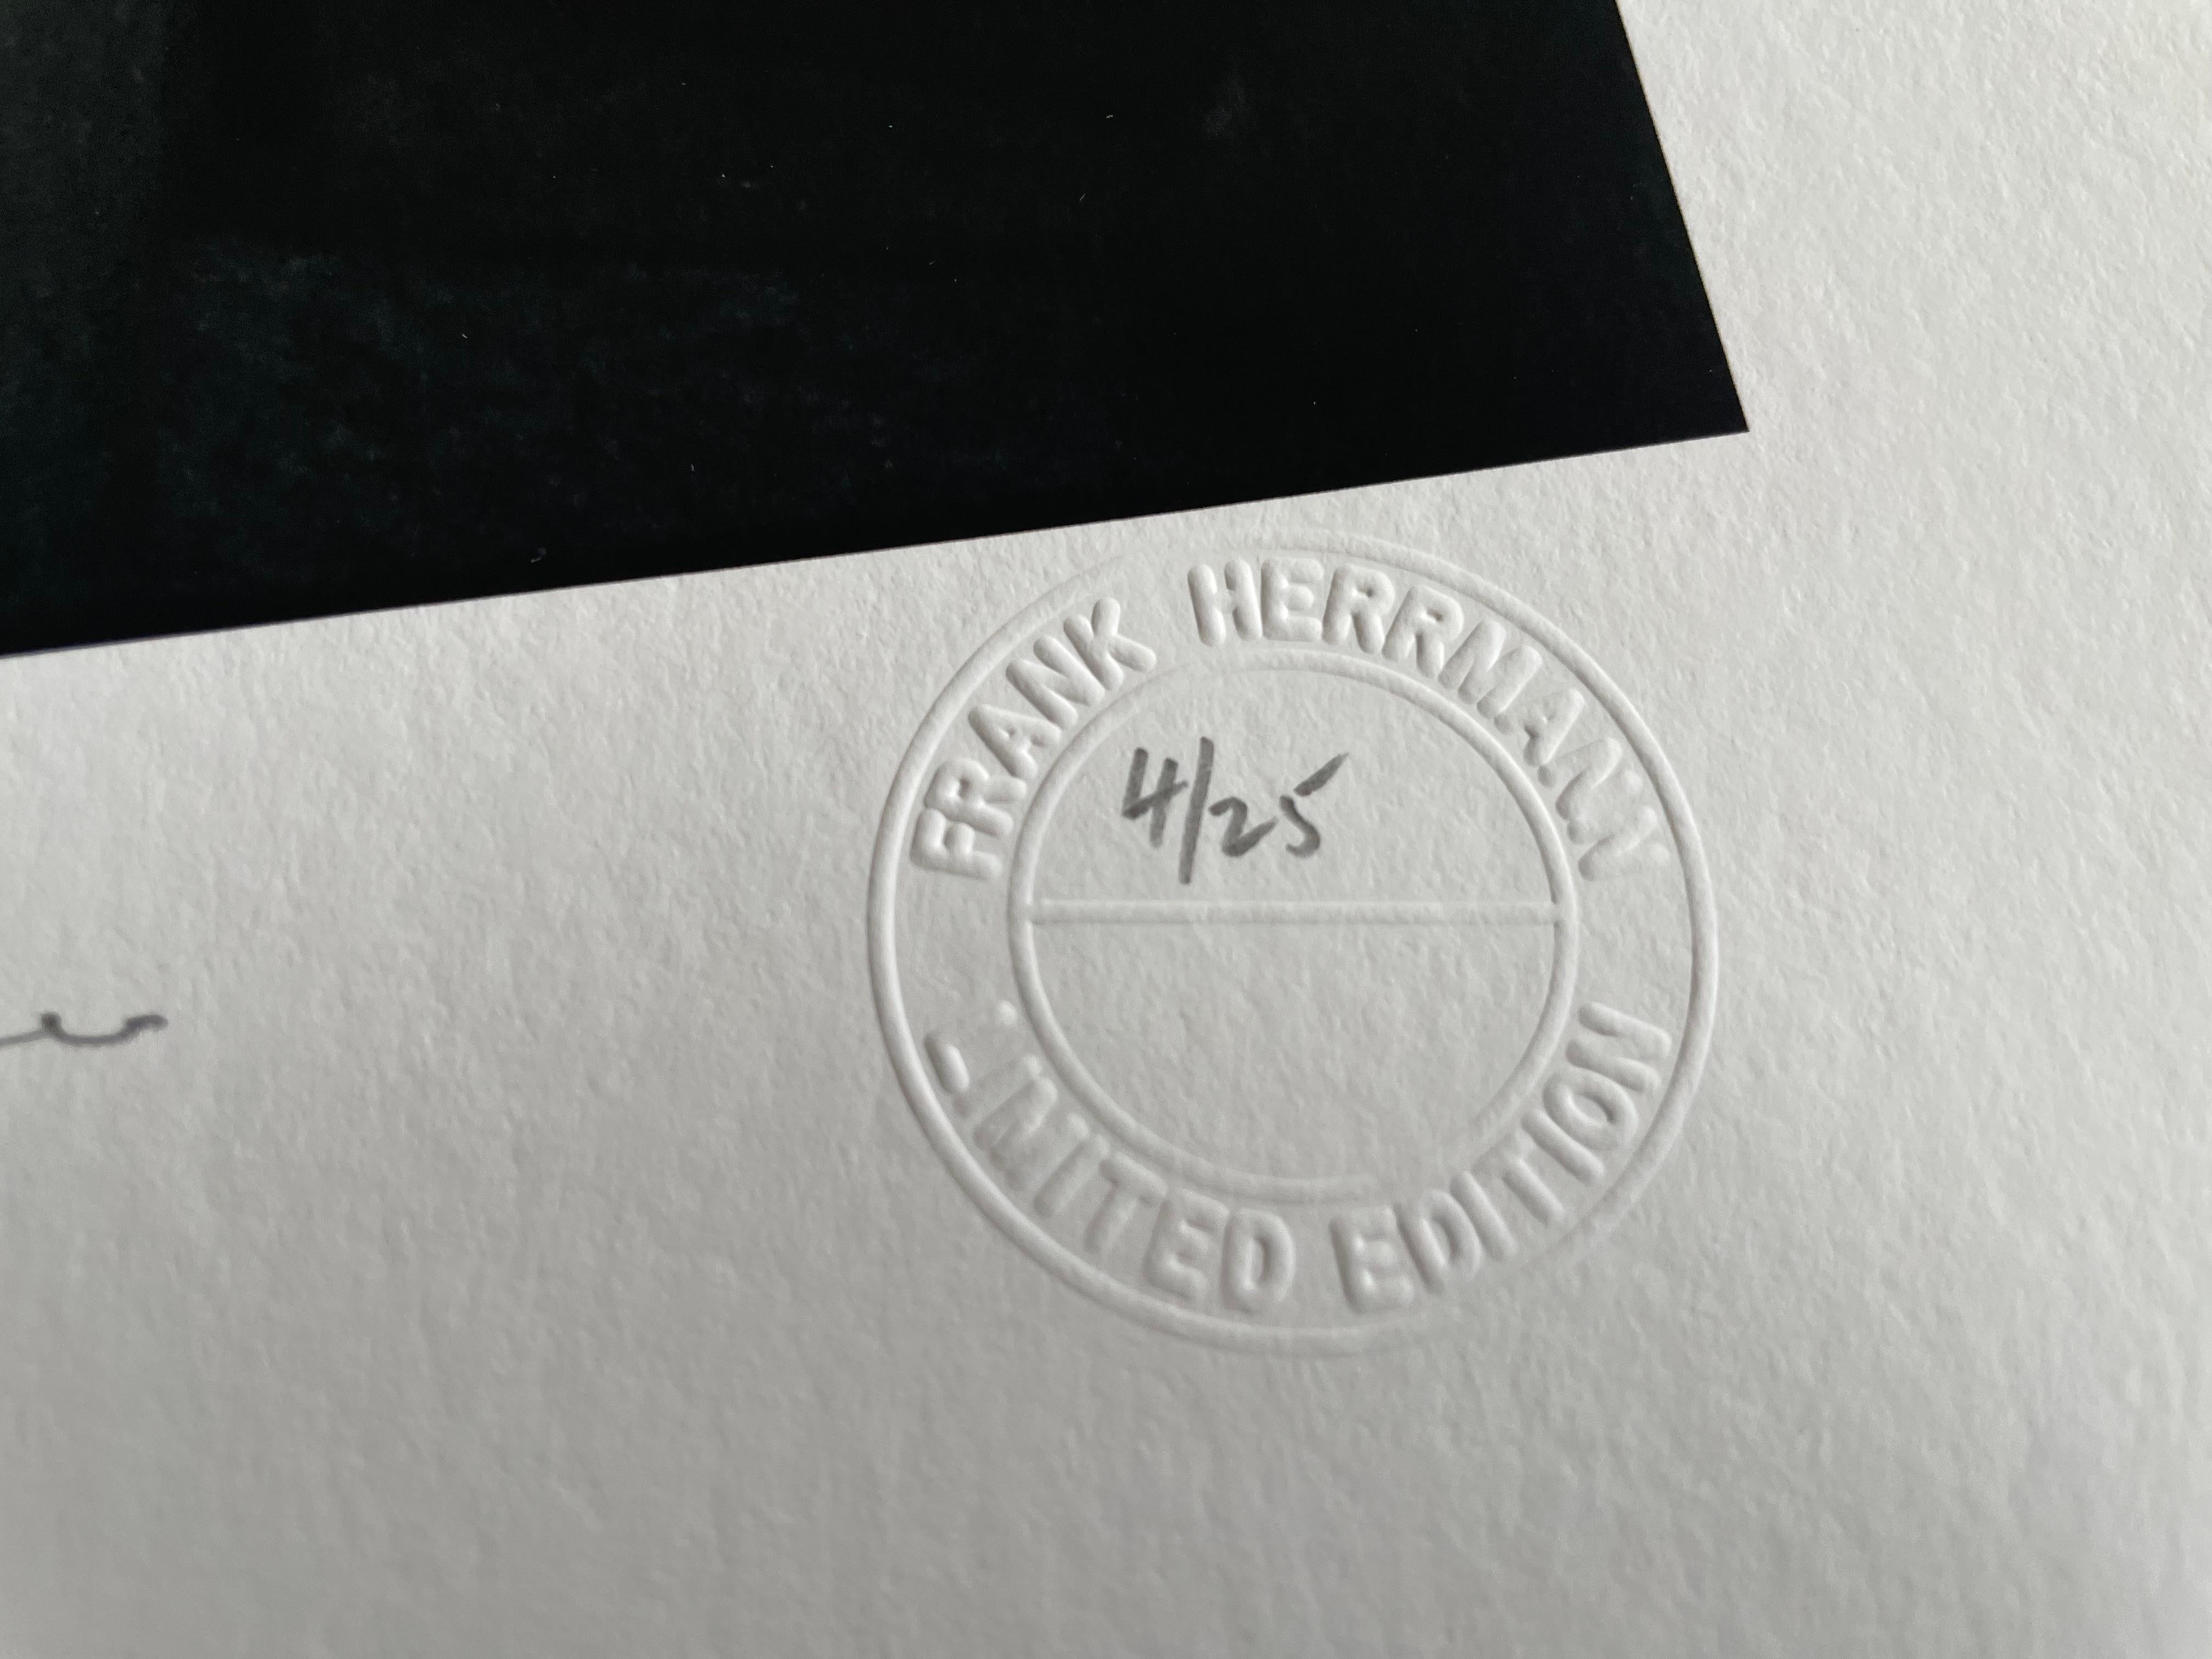 FRANK HERRMANN
4/25
LIMITED EDITION